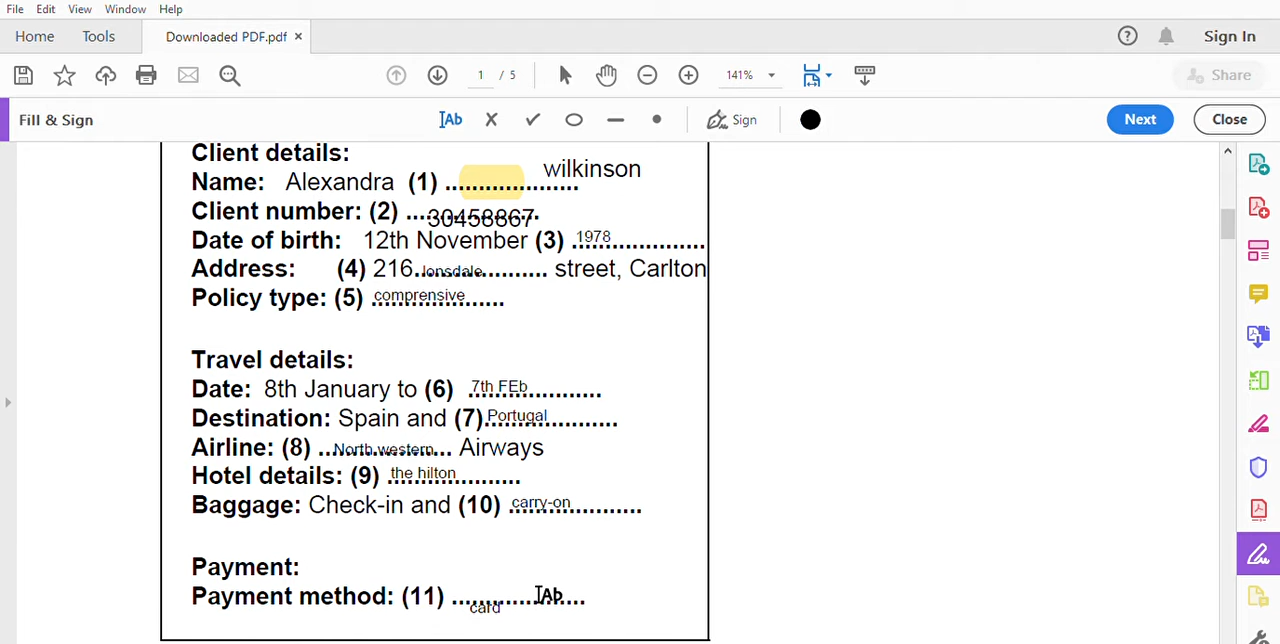 File Edit View Window Help
Home Tools Downloaded PDF.pdf × Sign In
1 / 5 141% Share
Fill & Sign Ab Sign Next Close
Client details:
wilkinson
Name: Alexandra (1) ......................
Client number: (2) ....30458867.
Date of birth: 12th November (3) 1978 ......................
Address: (4) 216..lonsdale.................. street, Carlton
Policy type: (5) comprensive ......................
Travel details:
Date: 8th January to (6) 7th FEb ......................
Destination: Spain and (7) Portugal ......................
Airline: (8) ...North western... Airways
Hotel details: (9) the hilton ......................
Baggage: Check-in and (10) carry-on ......................
Payment:
Payment method: (11) ...................... Ab
card